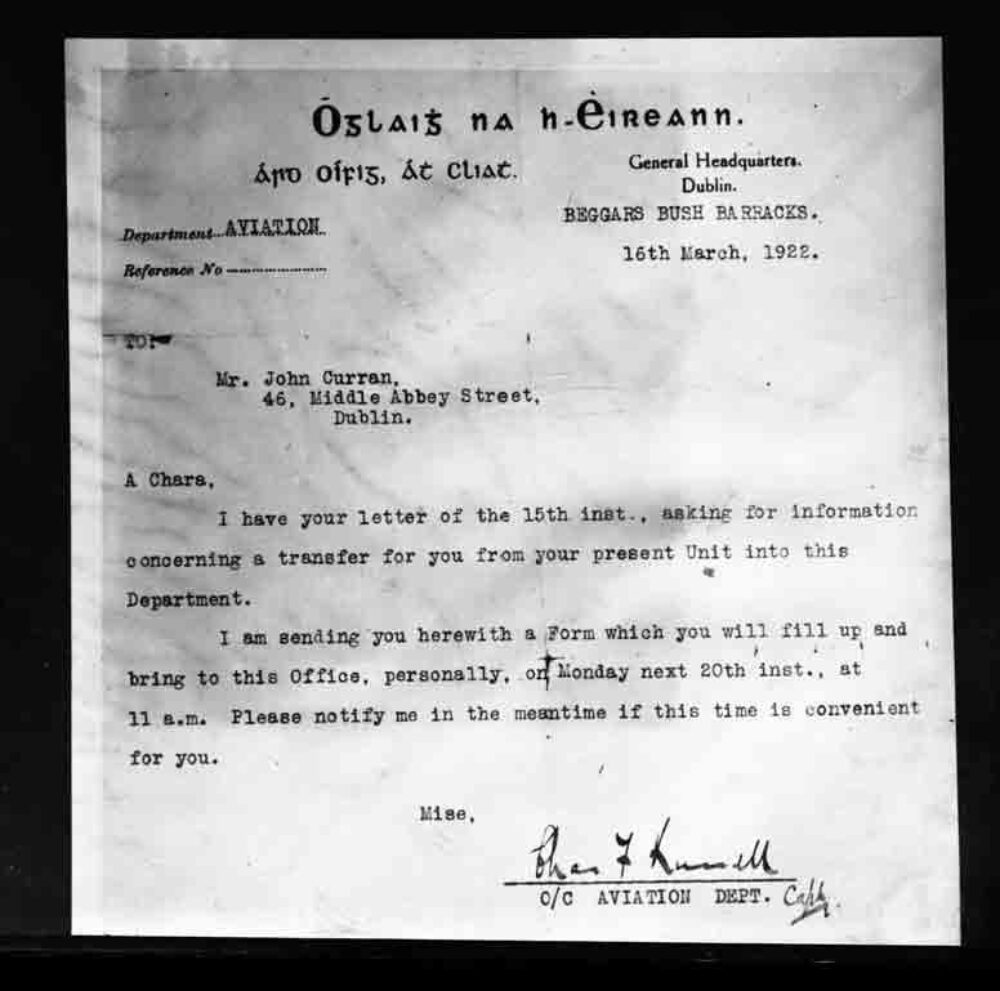 Óglaiġ na h-Éireann.
Árd Oifig, Áṫ Cliaṫ.
General Headquarters.
Dublin.
BEGGARS BUSH BARRACKS.
Department AVIATION.
16th March, 1922.
Reference No
TO:
Mr. John Curran,
46, Middle Abbey Street,
Dublin.
A Chara,
I have your letter of the 15th inst., asking for information
concerning a transfer for you from your present Unit into this
Department.
I am sending you herewith a Form which you will fill up and
bring to this Office, personally, on Monday next 20th inst., at
11 a.m. Please notify me in the meantime if this time is convenient
for you.
Mise,
Chas F Russell
O/C AVIATION DEPT. Capt.